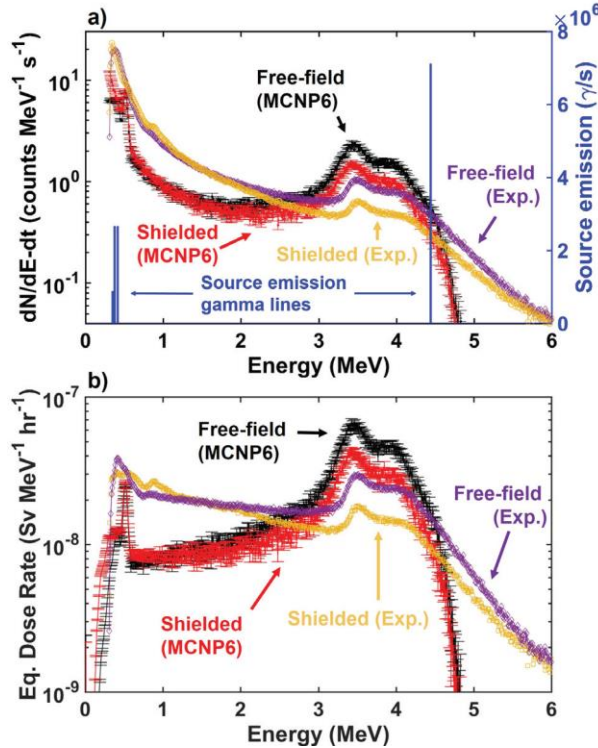 a)
×10⁶
dN/dE-dt (counts MeV⁻¹ s⁻¹)
10¹
10⁰
10⁻¹
Free-field
(MCNP6)
Free-field
(Exp.)
Shielded
(MCNP6)
Shielded (Exp.)
Source emission
gamma lines
8
6
4
2
0
Source emission (γ/s)
0 1 2 3 4 5 6
Energy (MeV)
b)
Eq. Dose Rate (Sv MeV⁻¹ hr⁻¹)
10⁻⁷
10⁻⁸
10⁻⁹
Free-field
(MCNP6)
Free-field
(Exp.)
Shielded
(MCNP6)
Shielded (Exp.)
0 1 2 3 4 5 6
Energy (MeV)